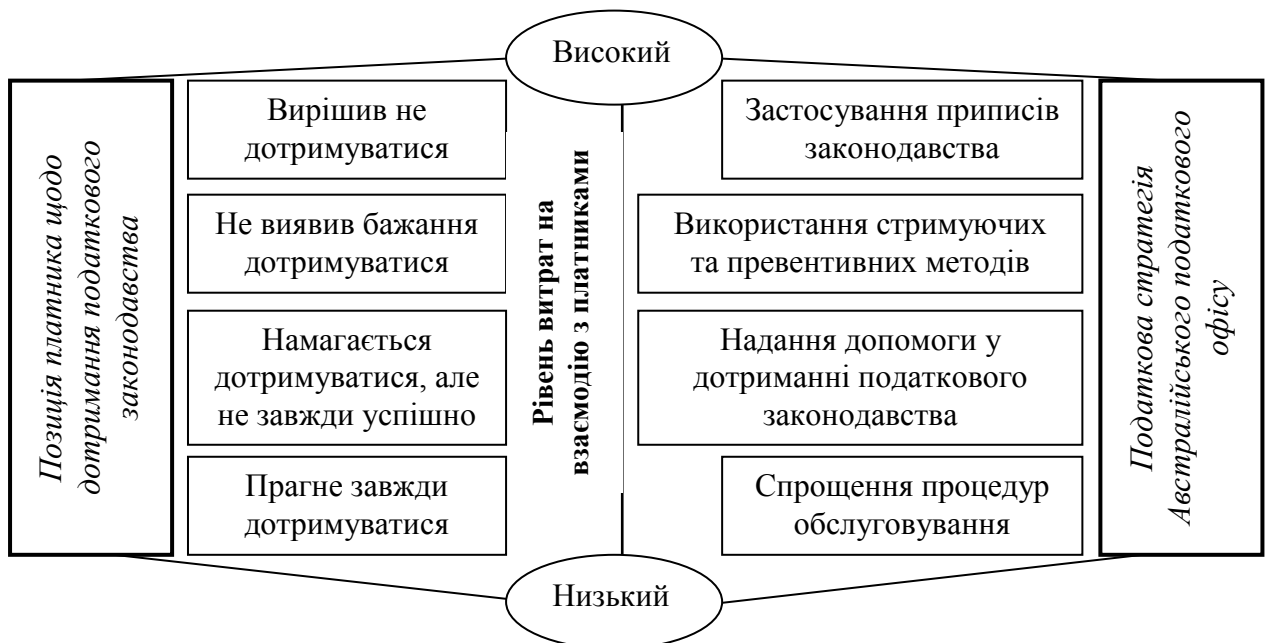 Високий
Позиція платника щодо
дотримання податкового
законодавства
Вирішив не
дотримуватися
Не виявив бажання
дотримуватися
Намагається
дотримуватися, але
не завжди успішно
Прагне завжди
дотримуватися
Рівень витрат на
взаємодію з платниками
Застосування приписів
законодавства
Використання стримуючих
та превентивних методів
Надання допомоги у
дотриманні податкового
законодавства
Спрощення процедур
обслуговування
Податкова стратегія
Австралійського податкового
офісу
Низький